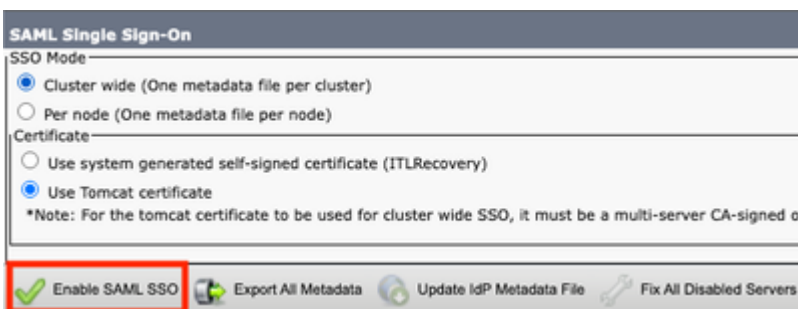 SAML Single Sign-On
SSO Mode
Cluster wide (One metadata file per cluster)
Per node (One metadata file per node)
Certificate
Use system generated self-signed certificate (ITLRecovery)
Use Tomcat certificate
*Note: For the tomcat certificate to be used for cluster wide SSO, it must be a multi-server CA-signed
Enable SAML SSO Export All Metadata Update IdP Metadata File Fix All Disabled Servers